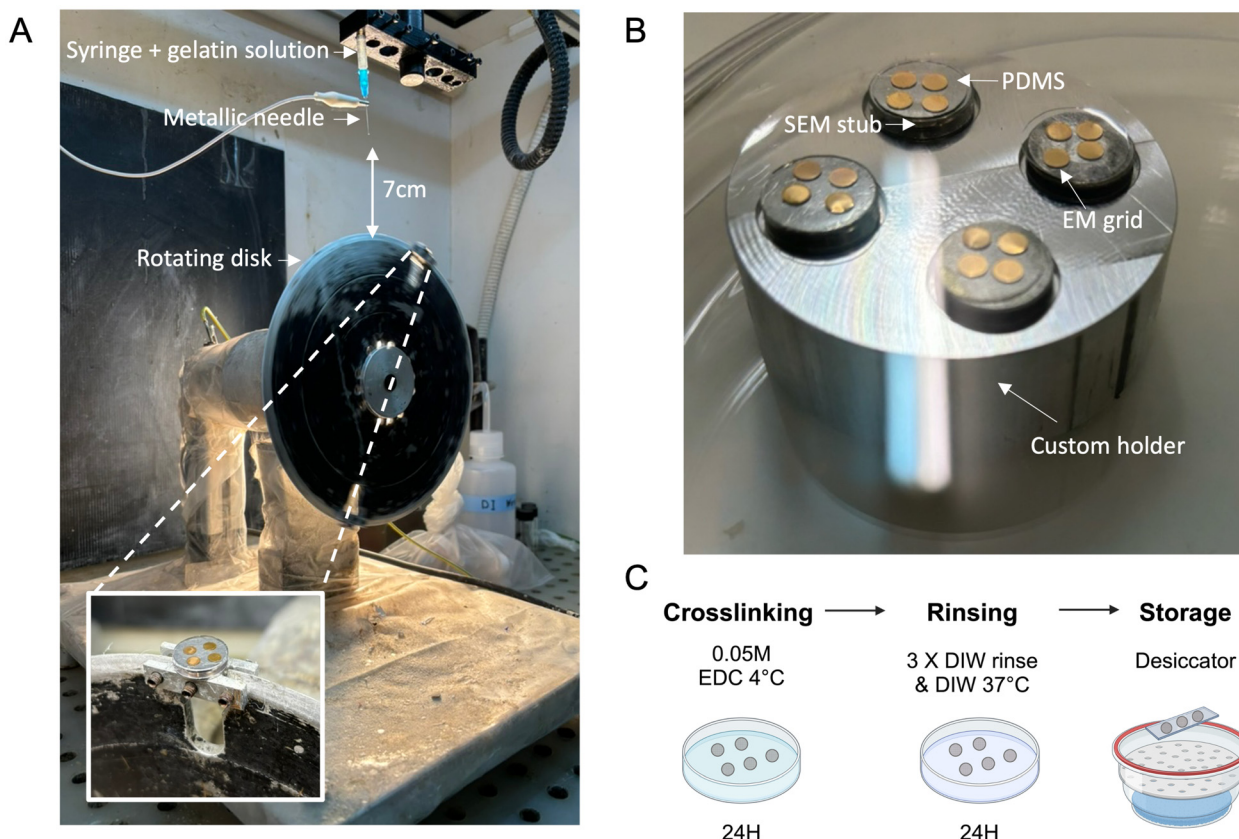 A
Syringe + gelatin solution
Metallic needle
7cm
Rotating disk
B
PDMS
SEM stub
EM grid
Custom holder
C
Crosslinking
Rinsing
Storage
0.05M
EDC 4°C
3 X DIW rinse
& DIW 37°C
Desiccator
24H
24H
DI